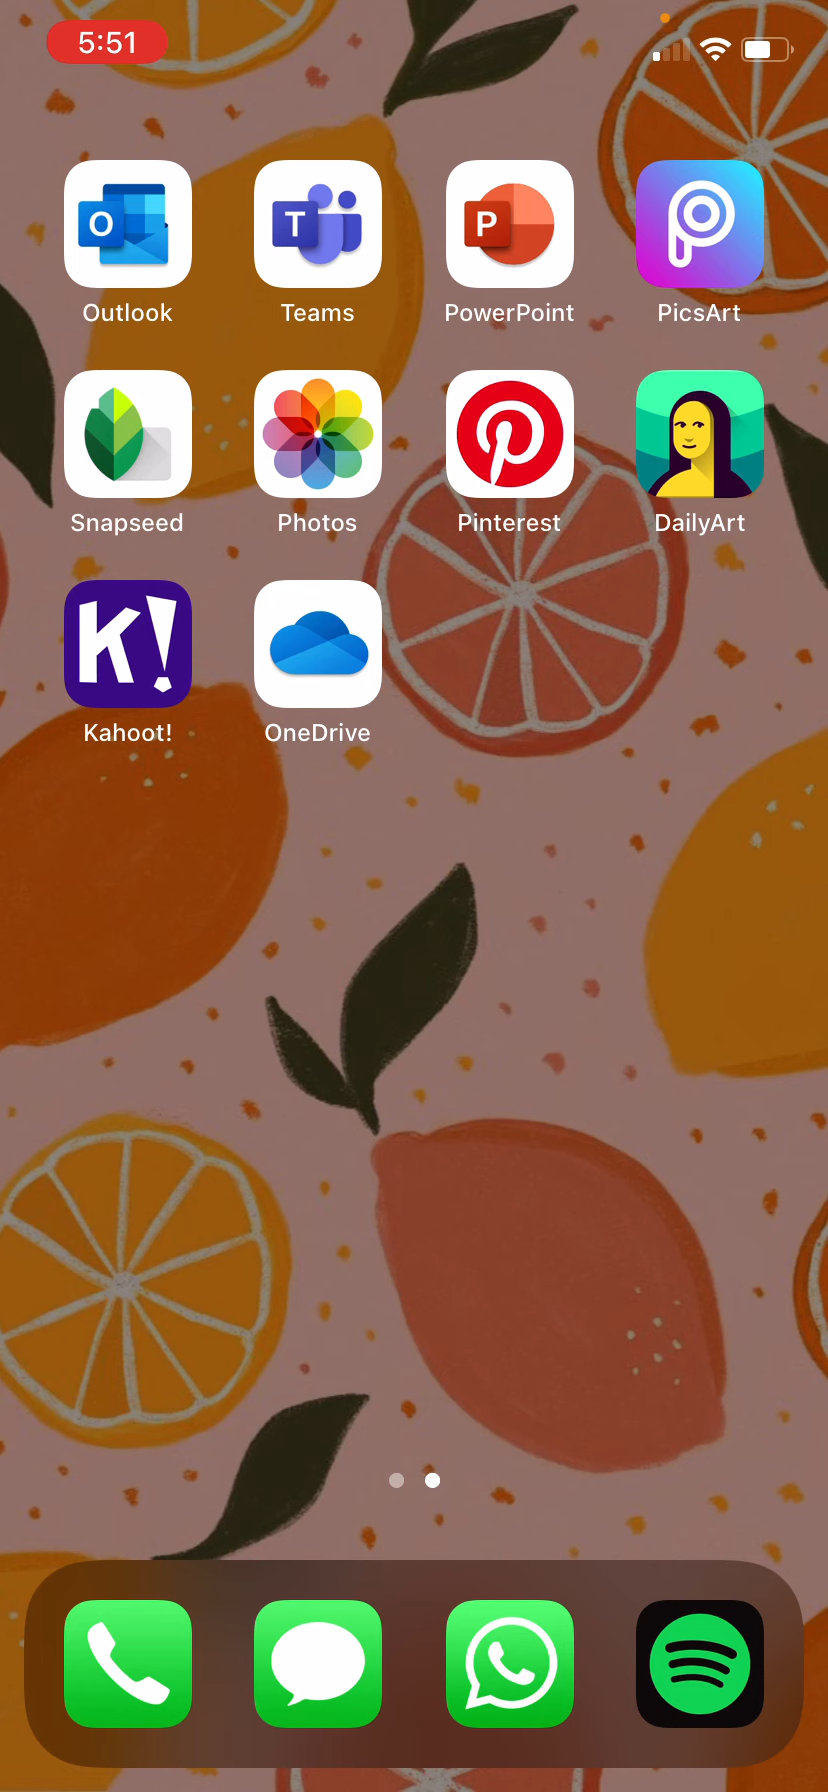 5:51
Outlook
Teams
PowerPoint
PicsArt
Snapseed
Photos
Pinterest
DailyArt
Kahoot!
OneDrive